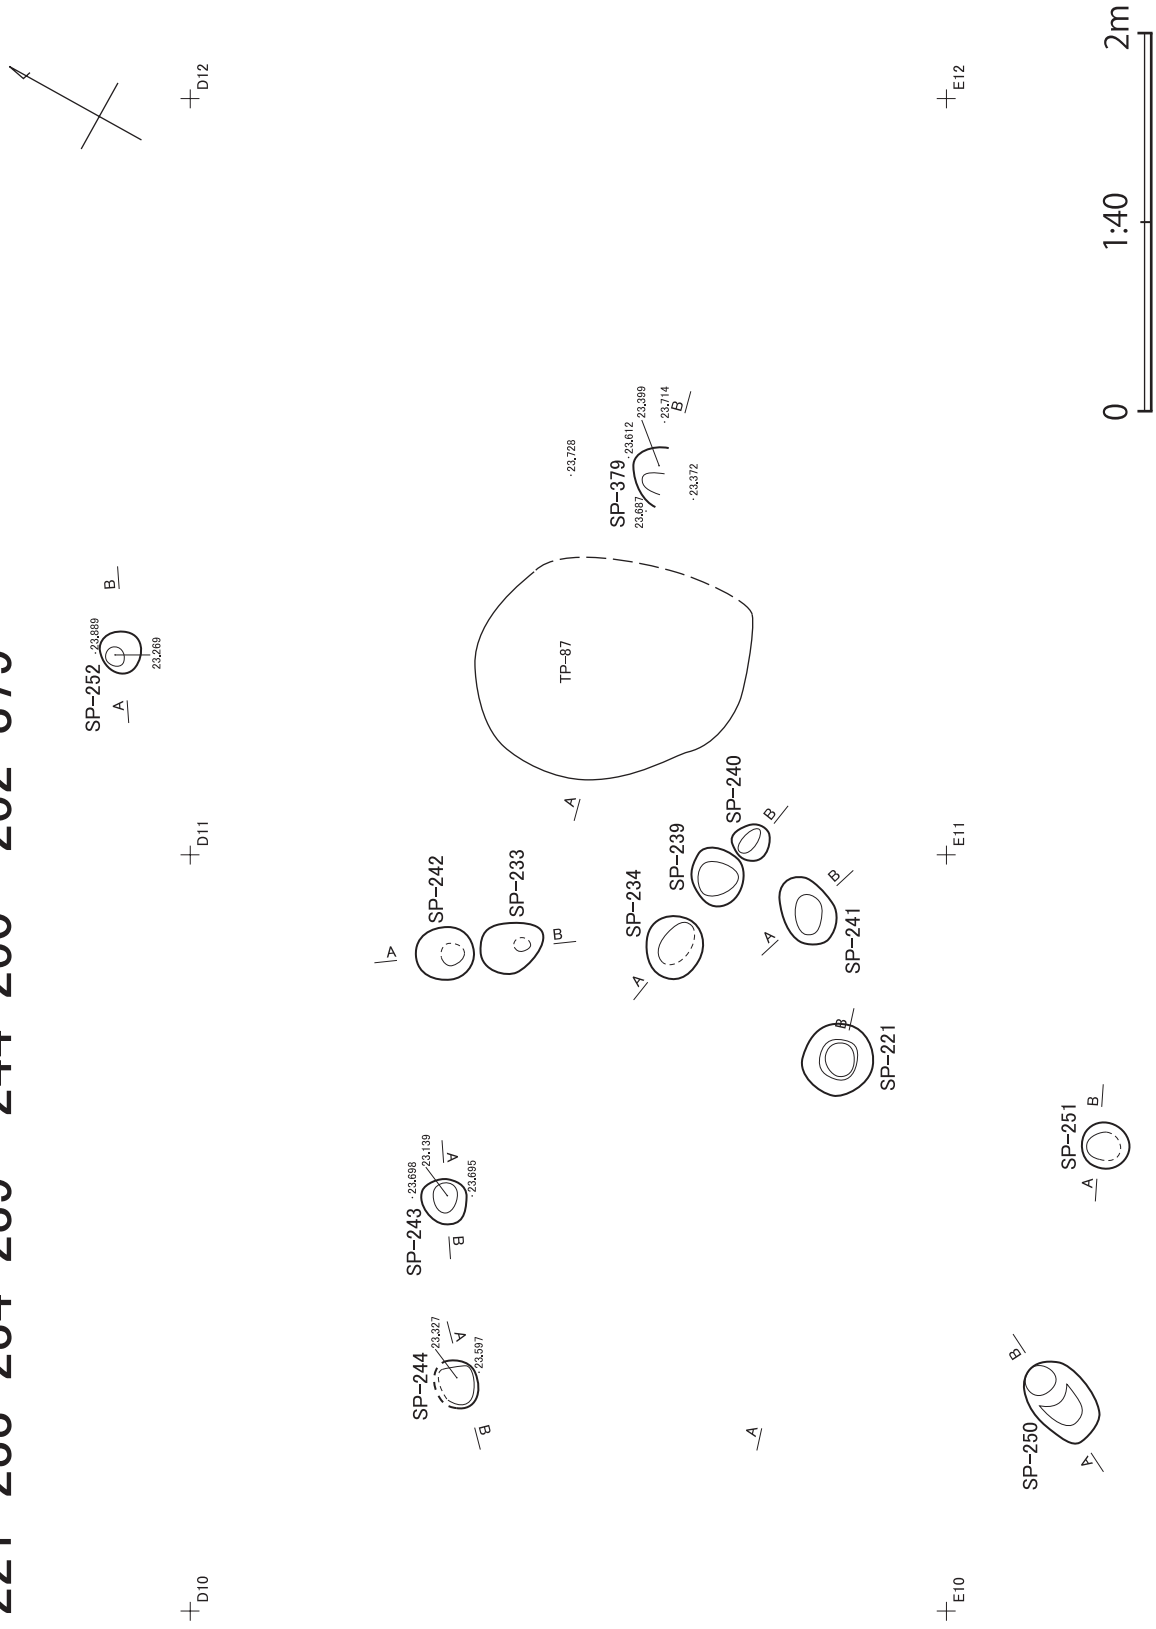 D10
D11
D12
SP-252
23.889
23.269
A
B
SP-242
A
SP-233
B
SP-243
23.698
23.139
23.695
A
B
SP-244
23.327
23.597
A
B
TP-87
23.728
SP-379
23.687
23.612
23.399
23.714
23.372
A
B
SP-234
A
SP-239
SP-240
B
SP-241
A
B
SP-221
A
B
E10
E11
E12
SP-250
A
B
SP-251
A
B
0
1:40
2m